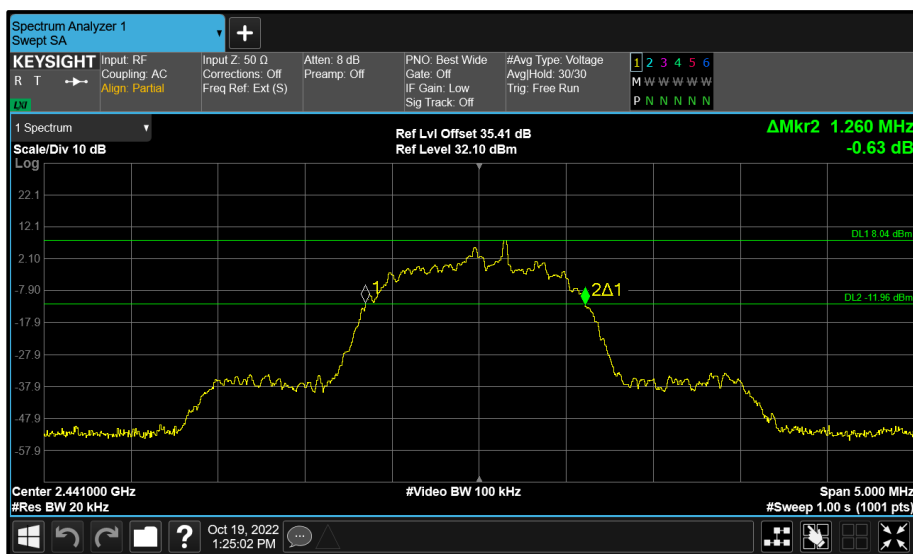 Spectrum Analyzer 1
Swept SA
+
KEYSIGHT
R T
LXI
Input: RF
Coupling: AC
Align: Partial
Input Z: 50 Ω
Corrections: Off
Freq Ref: Ext (S)
Atten: 8 dB
Preamp: Off
PNO: Best Wide
Gate: Off
IF Gain: Low
Sig Track: Off
#Avg Type: Voltage
Avg|Hold: 30/30
Trig: Free Run
1 2 3 4 5 6
M W W W W W
P N N N N N
1 Spectrum
Scale/Div 10 dB
Log
Ref Lvl Offset 35.41 dB
Ref Level 32.10 dBm
ΔMkr2 1.260 MHz
-0.63 dB
22.1
12.1
DL1 8.04 dBm
2.10
-7.90
1
2Δ1
DL2 -11.96 dBm
-17.9
-27.9
-37.9
-47.9
-57.9
Center 2.441000 GHz
#Res BW 20 kHz
#Video BW 100 kHz
Span 5.000 MHz
#Sweep 1.00 s (1001 pts)
?
Oct 19, 2022
1:25:02 PM